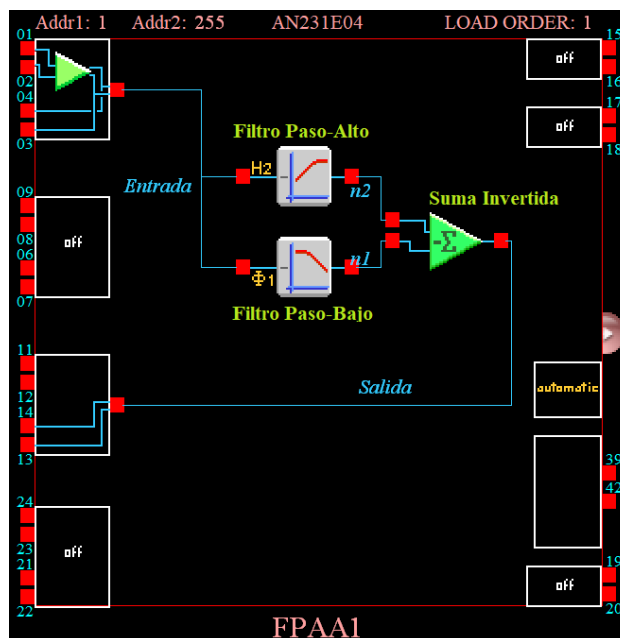 Addr1: 1 Addr2: 255 AN231E04 LOAD ORDER: 1
01
02
04
03
15
off
16
17
off
18
Filtro Paso-Alto
H2
n2
Entrada
Suma Invertida
-Σ
09
08
off
06
07
n1
Φ1
Filtro Paso-Bajo
11
12
14
13
Salida
automatic
39
42
24
23
off
21
22
19
off
20
FPAA1